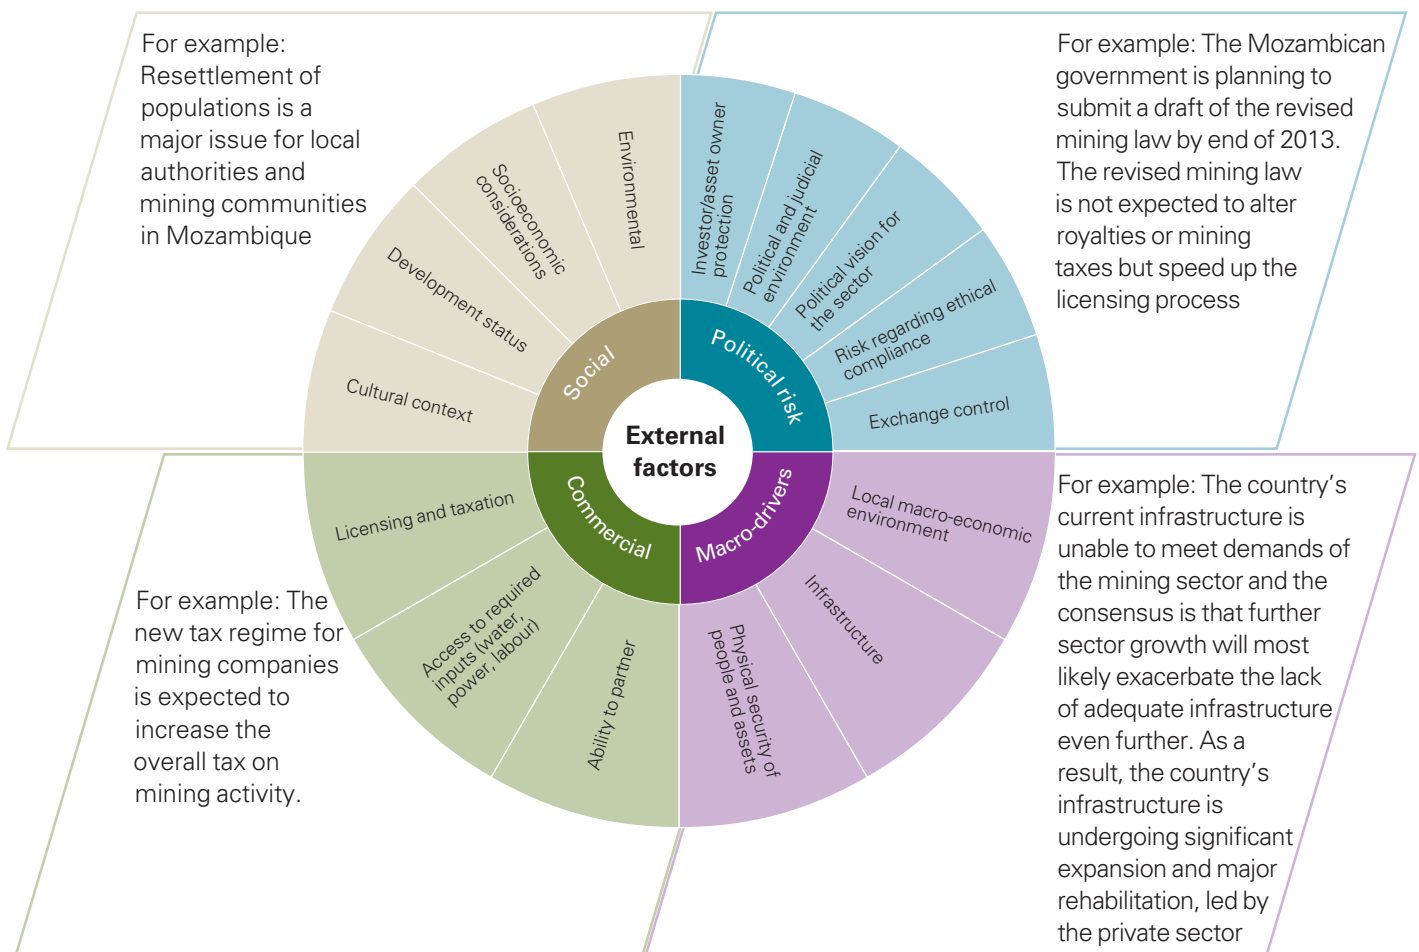 For example:
Resettlement of
populations is a
major issue for local
authorities and
mining communities
in Mozambique
For example: The Mozambican
government is planning to
submit a draft of the revised
mining law by end of 2013.
The revised mining law
is not expected to alter
royalties or mining
taxes but speed up the
licensing process
Environmental
Socioeconomic
considerations
Development status
Cultural context
Social
Investor/asset owner
protection
Political and judicial
environment
Political vision for
the sector
Risk regarding ethical
compliance
Exchange control
Political risk
External
factors
Commercial
Licensing and taxation
Access to required
inputs (water,
power, labour)
Ability to partner
Macro-drivers
Local macro-economic
environment
Infrastructure
Physical security of
people and assets
For example: The
new tax regime for
mining companies
is expected to
increase the
overall tax on
mining activity.
For example: The country’s
current infrastructure is
unable to meet demands of
the mining sector and the
consensus is that further
sector growth will most
likely exacerbate the lack
of adequate infrastructure
even further. As a
result, the country’s
infrastructure is
undergoing significant
expansion and major
rehabilitation, led by
the private sector